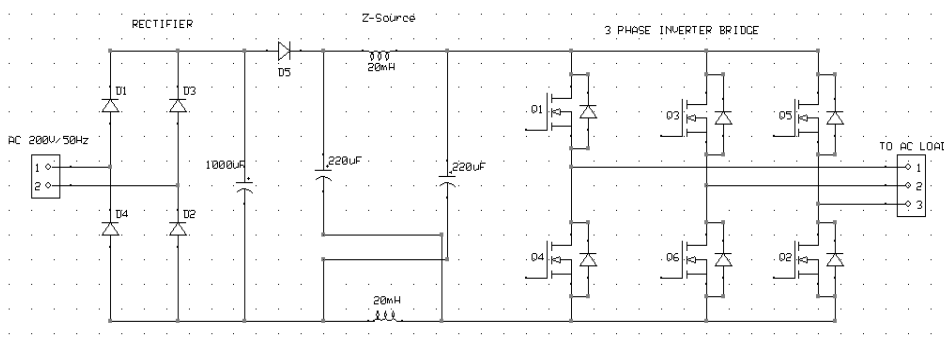 RECTIFIER
Z-Source
3 PHASE INVERTER BRIDGE
D5
20mH
D1
D3
Q1
Q3
Q5
AC 200V/50Hz
1
2
1000uF
220uF
220uF
TO AC LOAD
1
2
3
D4
D2
Q4
Q6
Q2
20mH